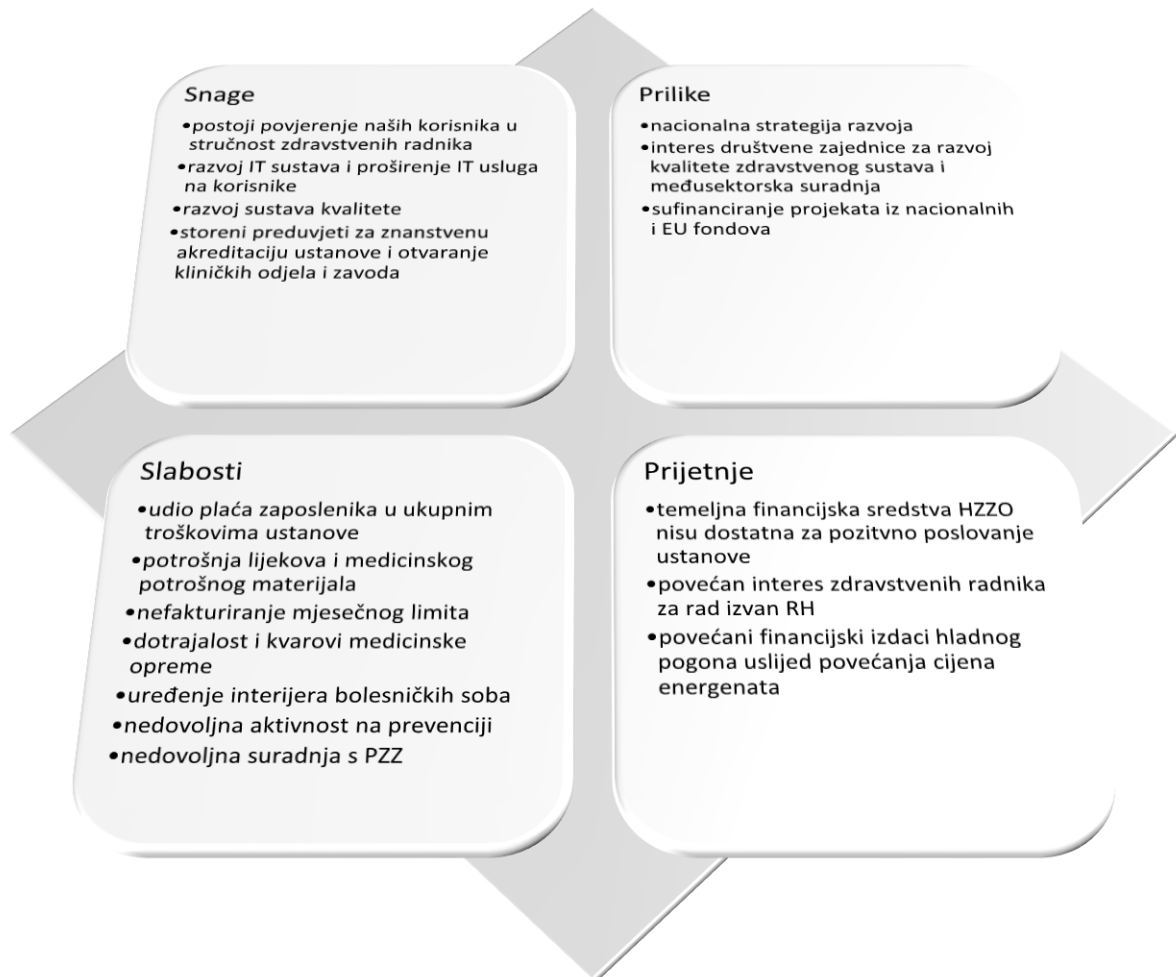 Snage
•postoji povjerenje naših korisnika u
stručnost zdravstvenih radnika
•razvoj IT sustava i proširenje IT usluga
na korisnike
•razvoj sustava kvalitete
•storeni preduvjeti za znanstvenu
akreditaciju ustanove i otvaranje
kliničkih odjela i zavoda
Prilike
•nacionalna strategija razvoja
•interes društvene zajednice za razvoj
kvalitete zdravstvenog sustava i
međusektorska suradnja
•sufinanciranje projekata iz nacionalnih
i EU fondova
Slabosti
•udio plaća zaposlenika u ukupnim
troškovima ustanove
•potrošnja lijekova i medicinskog
potrošnog materijala
•nefakturiranje mjesečnog limita
•dotrajalost i kvarovi medicinske
opreme
•uređenje interijera bolesničkih soba
•nedovoljna aktivnost na prevenciji
•nedovoljna suradnja s PZZ
Prijetnje
•temeljna financijska sredstva HZZO
nisu dostatna za pozitvno poslovanje
ustanove
•povećan interes zdravstvenih radnika
za rad izvan RH
•povećani financijski izdaci hladnog
pogona uslijed povećanja cijena
energenata